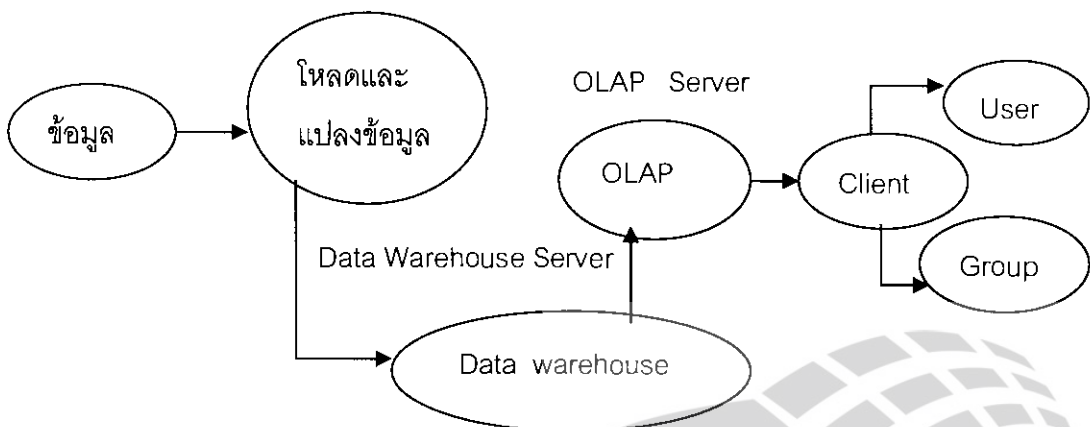 ข้อมูล
โหลดและ
แปลงข้อมูล
OLAP Server
OLAP
Client
User
Group
Data Warehouse Server
Data warehouse